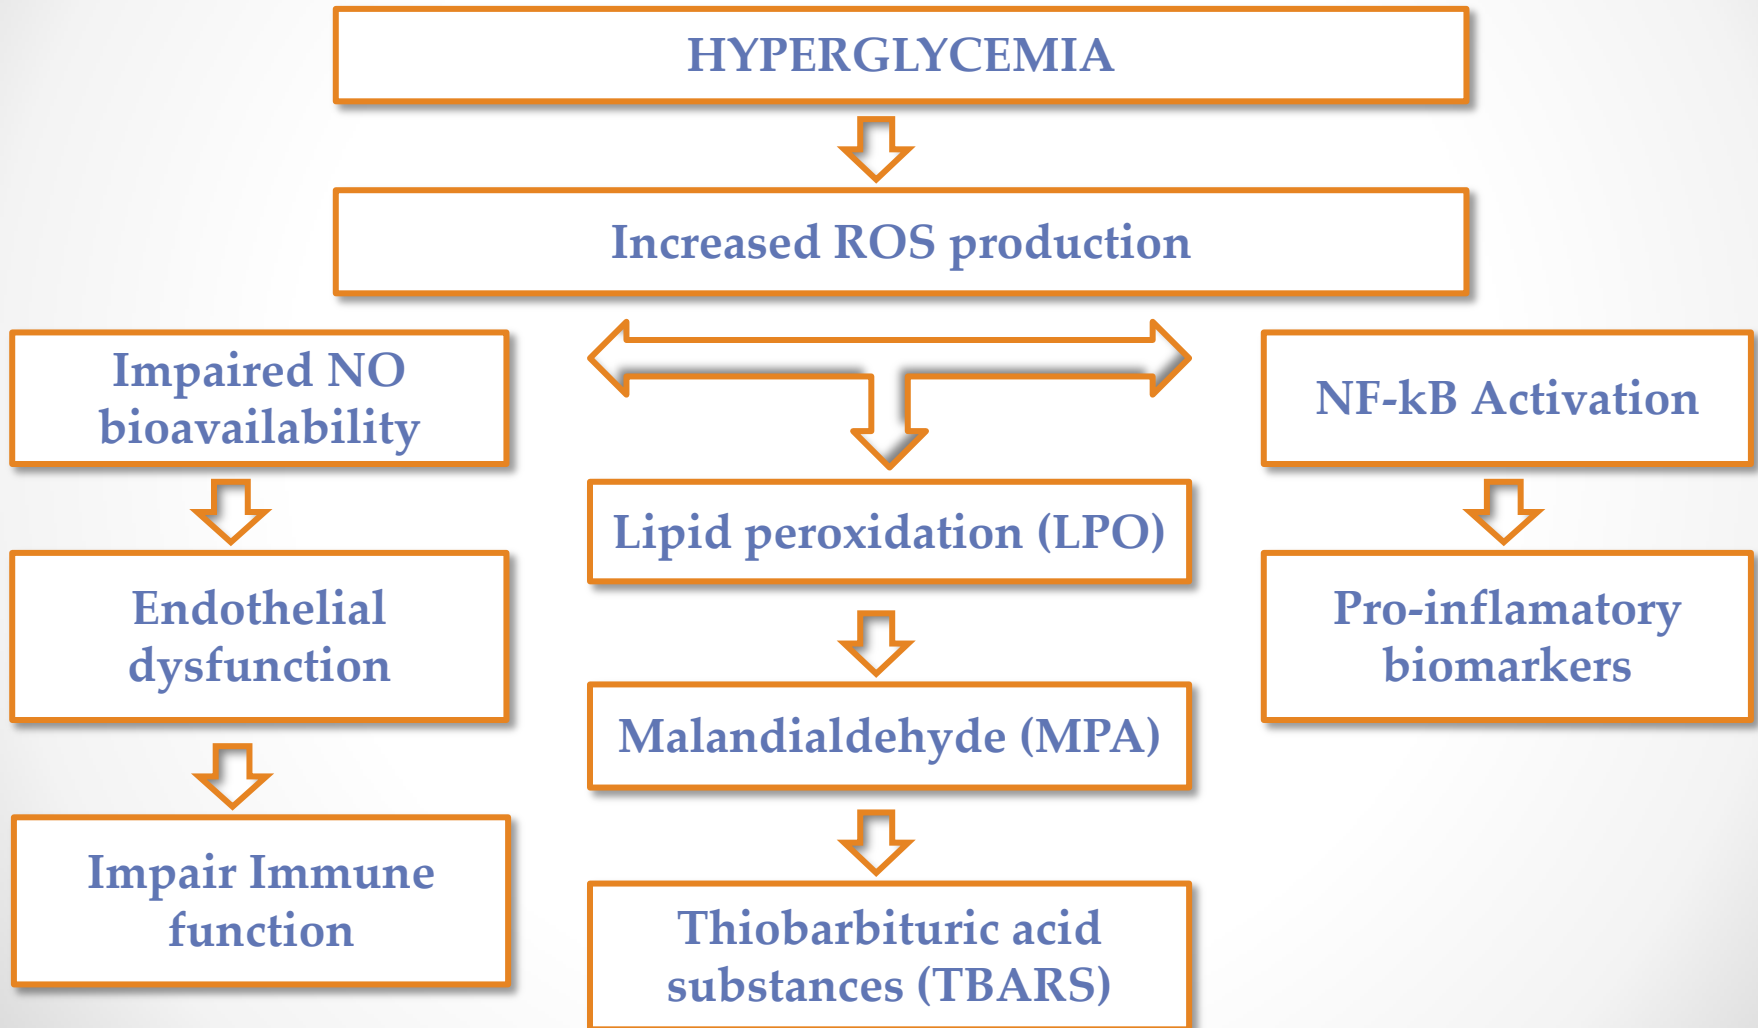 HYPERGLYCEMIA
Increased ROS production
Impaired NO
bioavailability
Endothelial
dysfunction
Impair Immune
function
Lipid peroxidation (LPO)
Malandialdehyde (MPA)
Thiobarbituric acid
substances (TBARS)
NF-kB Activation
Pro-inflamatory
biomarkers